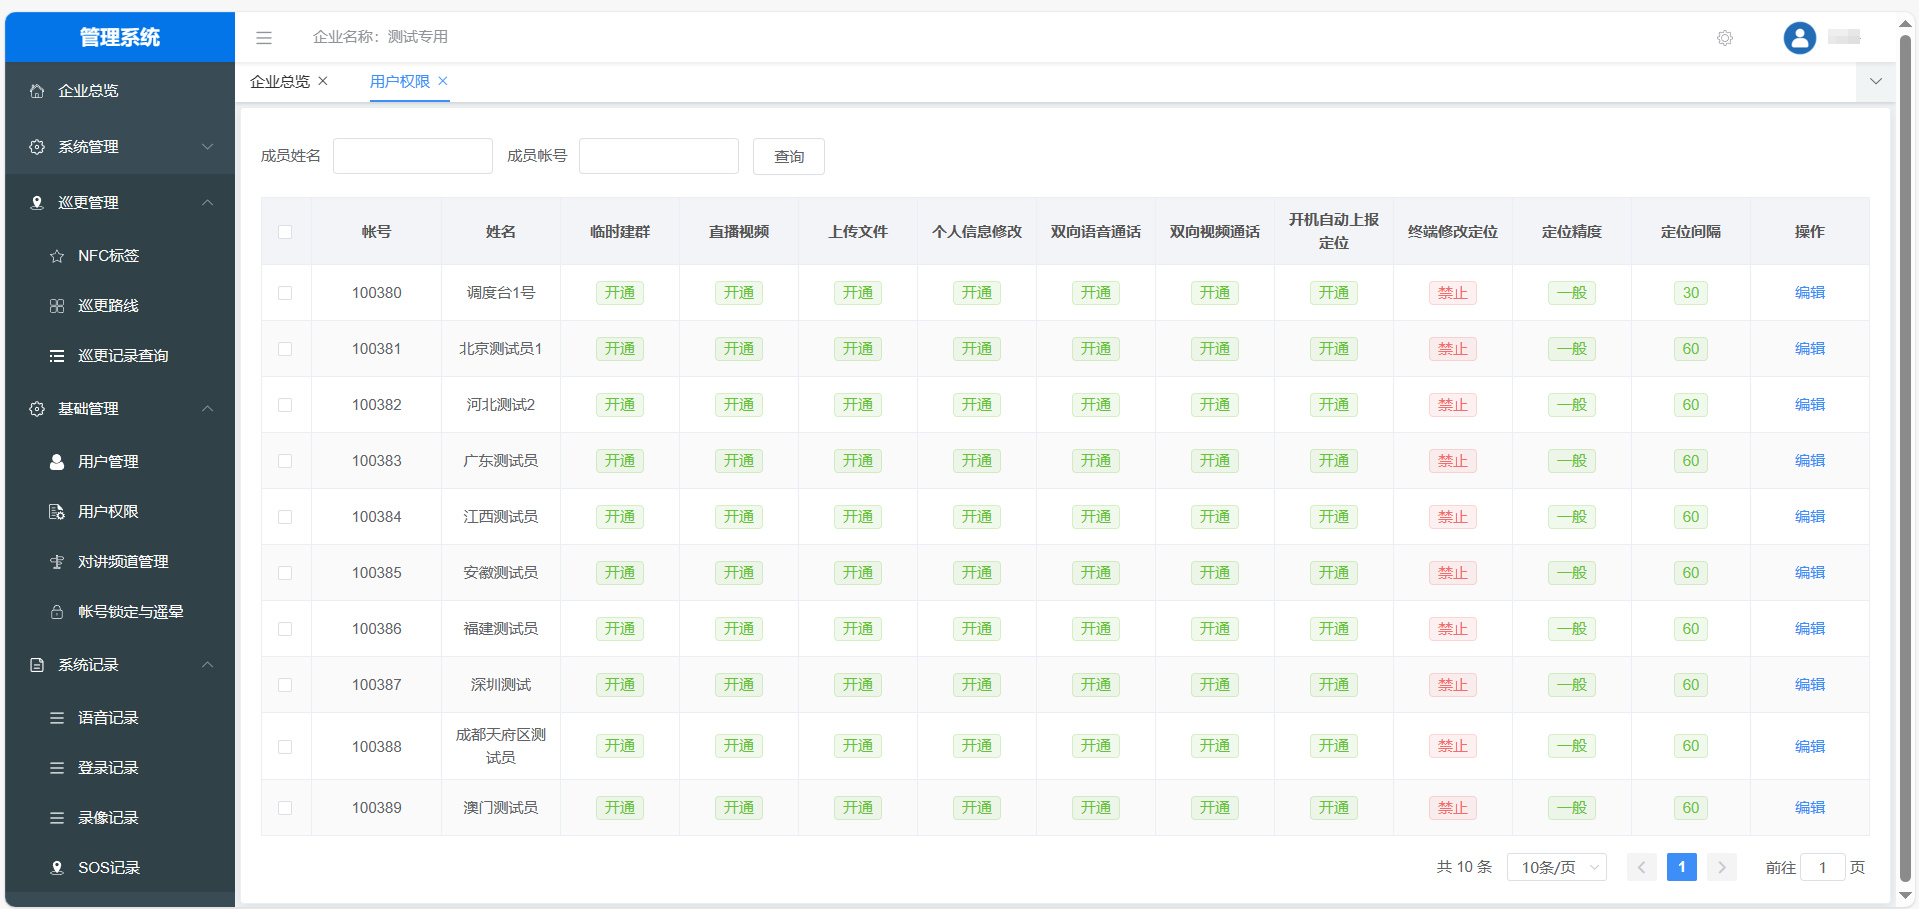 管理系统
企业名称：测试专用
企业总览
系统管理
巡更管理
NFC标签
巡更路线
巡更记录查询
基础管理
用户管理
用户权限
对讲频道管理
帐号锁定与遥晕
系统记录
语音记录
登录记录
录像记录
SOS记录
企业总览 用户权限
成员姓名 成员帐号 查询
帐号 姓名 临时建群 直播视频 上传文件 个人信息修改 双向语音通话 双向视频通话 开机自动上报定位 终端修改定位 定位精度 定位间隔 操作
100380 调度台1号 开通 开通 开通 开通 开通 开通 开通 禁止 一般 30 编辑
100381 北京测试员1 开通 开通 开通 开通 开通 开通 开通 禁止 一般 60 编辑
100382 河北测试2 开通 开通 开通 开通 开通 开通 开通 禁止 一般 60 编辑
100383 广东测试员 开通 开通 开通 开通 开通 开通 开通 禁止 一般 60 编辑
100384 江西测试员 开通 开通 开通 开通 开通 开通 开通 禁止 一般 60 编辑
100385 安徽测试员 开通 开通 开通 开通 开通 开通 开通 禁止 一般 60 编辑
100386 福建测试员 开通 开通 开通 开通 开通 开通 开通 禁止 一般 60 编辑
100387 深圳测试 开通 开通 开通 开通 开通 开通 开通 禁止 一般 60 编辑
100388 成都天府区测试员 开通 开通 开通 开通 开通 开通 开通 禁止 一般 60 编辑
100389 澳门测试员 开通 开通 开通 开通 开通 开通 开通 禁止 一般 60 编辑
共 10 条 10条/页 1 前往 1 页